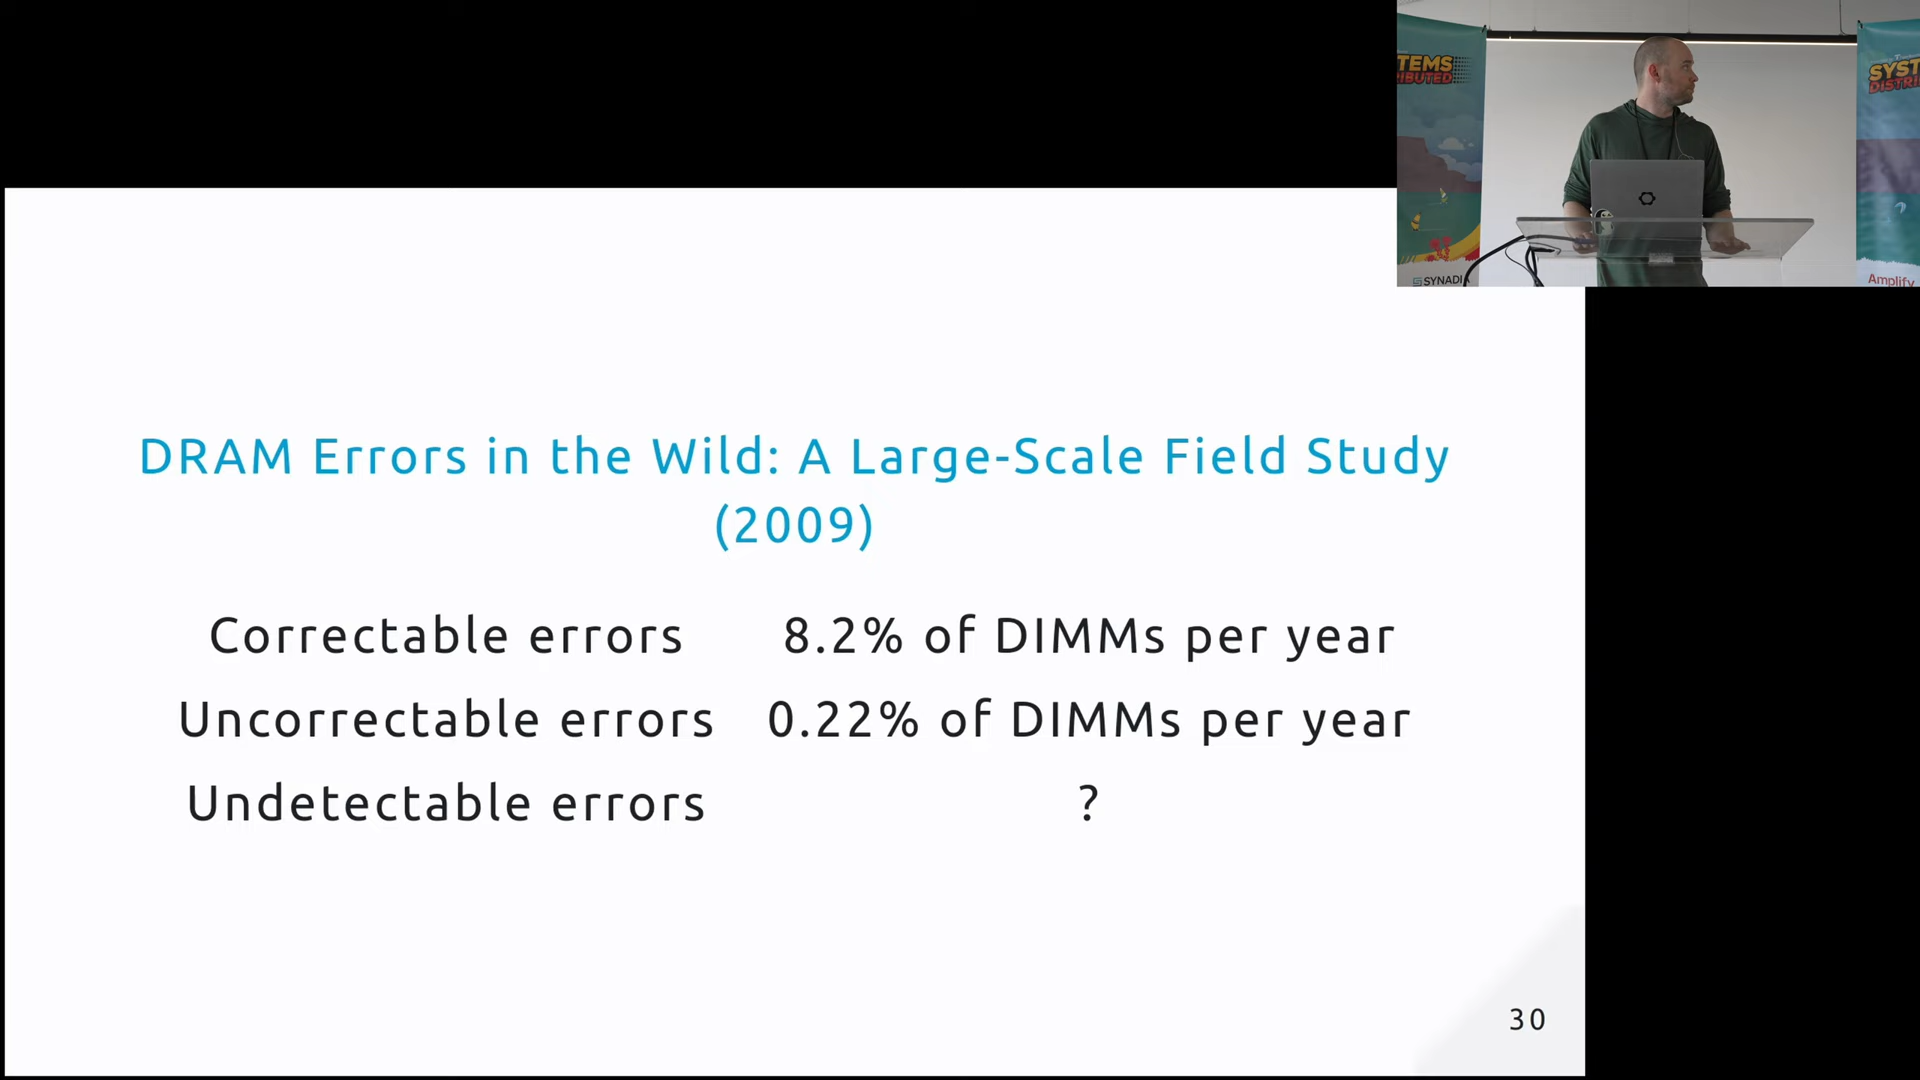 TEMS
IBUTED
SYST
DISTRI
SYNADI
Amplify
DRAM Errors in the Wild: A Large-Scale Field Study
(2009)
Correctable errors 8.2% of DIMMs per year
Uncorrectable errors 0.22% of DIMMs per year
Undetectable errors ?
30